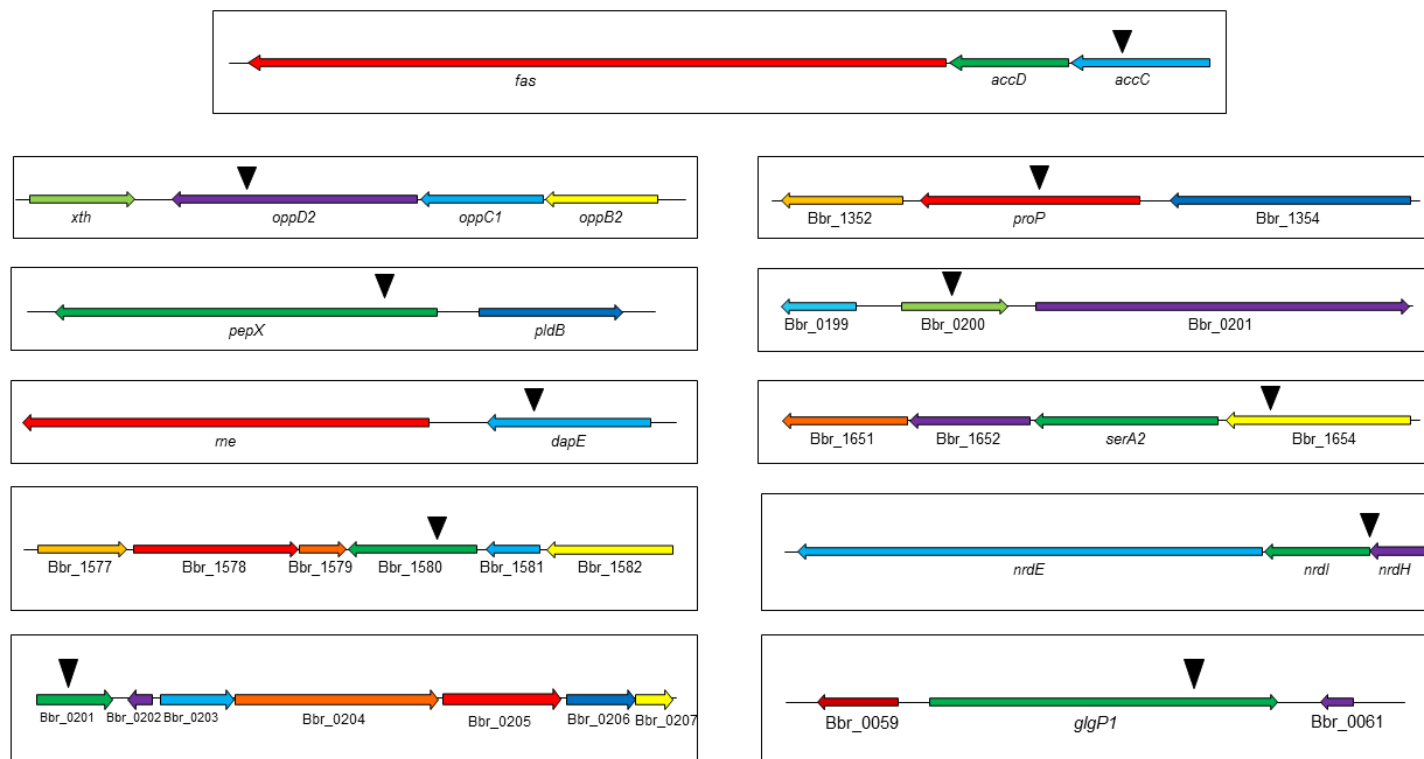 fas accD accC
xth oppD2 oppC1 oppB2
Bbr_1352 proP Bbr_1354
pepX pldB
Bbr_0199 Bbr_0200 Bbr_0201
rne dapE
Bbr_1651 Bbr_1652 serA2 Bbr_1654
Bbr_1577 Bbr_1578 Bbr_1579 Bbr_1580 Bbr_1581 Bbr_1582
nrdE nrdI nrdH
Bbr_0201 Bbr_0202 Bbr_0203 Bbr_0204 Bbr_0205 Bbr_0206 Bbr_0207
Bbr_0059 glgP1 Bbr_0061